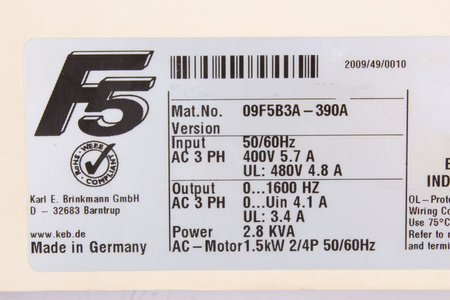 F5
2009/49/0010
Mat.No. 09F5B3A-390A
Version
Input 50/60Hz
AC 3 PH 400V 5.7 A
UL: 480V 4.8 A
Output 0...1600 HZ
AC 3 PH 0...Uin 4.1 A
UL: 3.4 A
Power 2.8 KVA
AC-Motor 1.5kW 2/4P 50/60Hz
RoHS - WEEE
COMPLIANT
Karl E. Brinkmann GmbH
D - 32683 Barntrup
www.keb.de
Made in Germany
IND
OL-Prote
Wiring Co
Use 75°C
Refer to
and termi